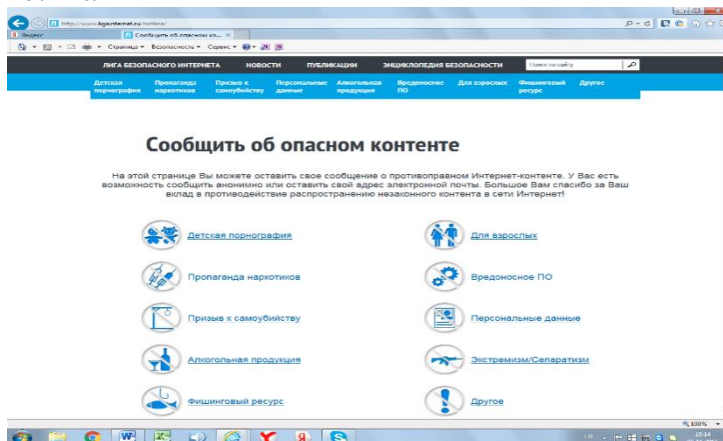 http://www.ligainternet.ru/hotline/
Яндекс
Сообщить об опасном ко...
Страница Безопасность Сервис
ЛИГА БЕЗОПАСНОГО ИНТЕРНЕТА НОВОСТИ ПУБЛИКАЦИИ ЭНЦИКЛОПЕДИЯ БЕЗОПАСНОСТИ Поиск по сайту
Детская порнография Пропаганда наркотиков Призыв к самоубийству Персональные данные Алкогольная продукция Вредоносное ПО Для взрослых Фишинговый ресурс Другое
Сообщить об опасном контенте
На этой странице Вы можете оставить свое сообщение о противоправном Интернет-контенте. У Вас есть
возможность сообщить анонимно или оставить свой адрес электронной почты. Большое Вам спасибо за Ваш
вклад в противодействие распространению незаконного контента в сети Интернет!
Детская порнография Для взрослых
Пропаганда наркотиков Вредоносное ПО
Призыв к самоубийству Персональные данные
Алкогольная продукция Экстремизм/Сепаратизм
Фишинговый ресурс Другое
100%
10:14